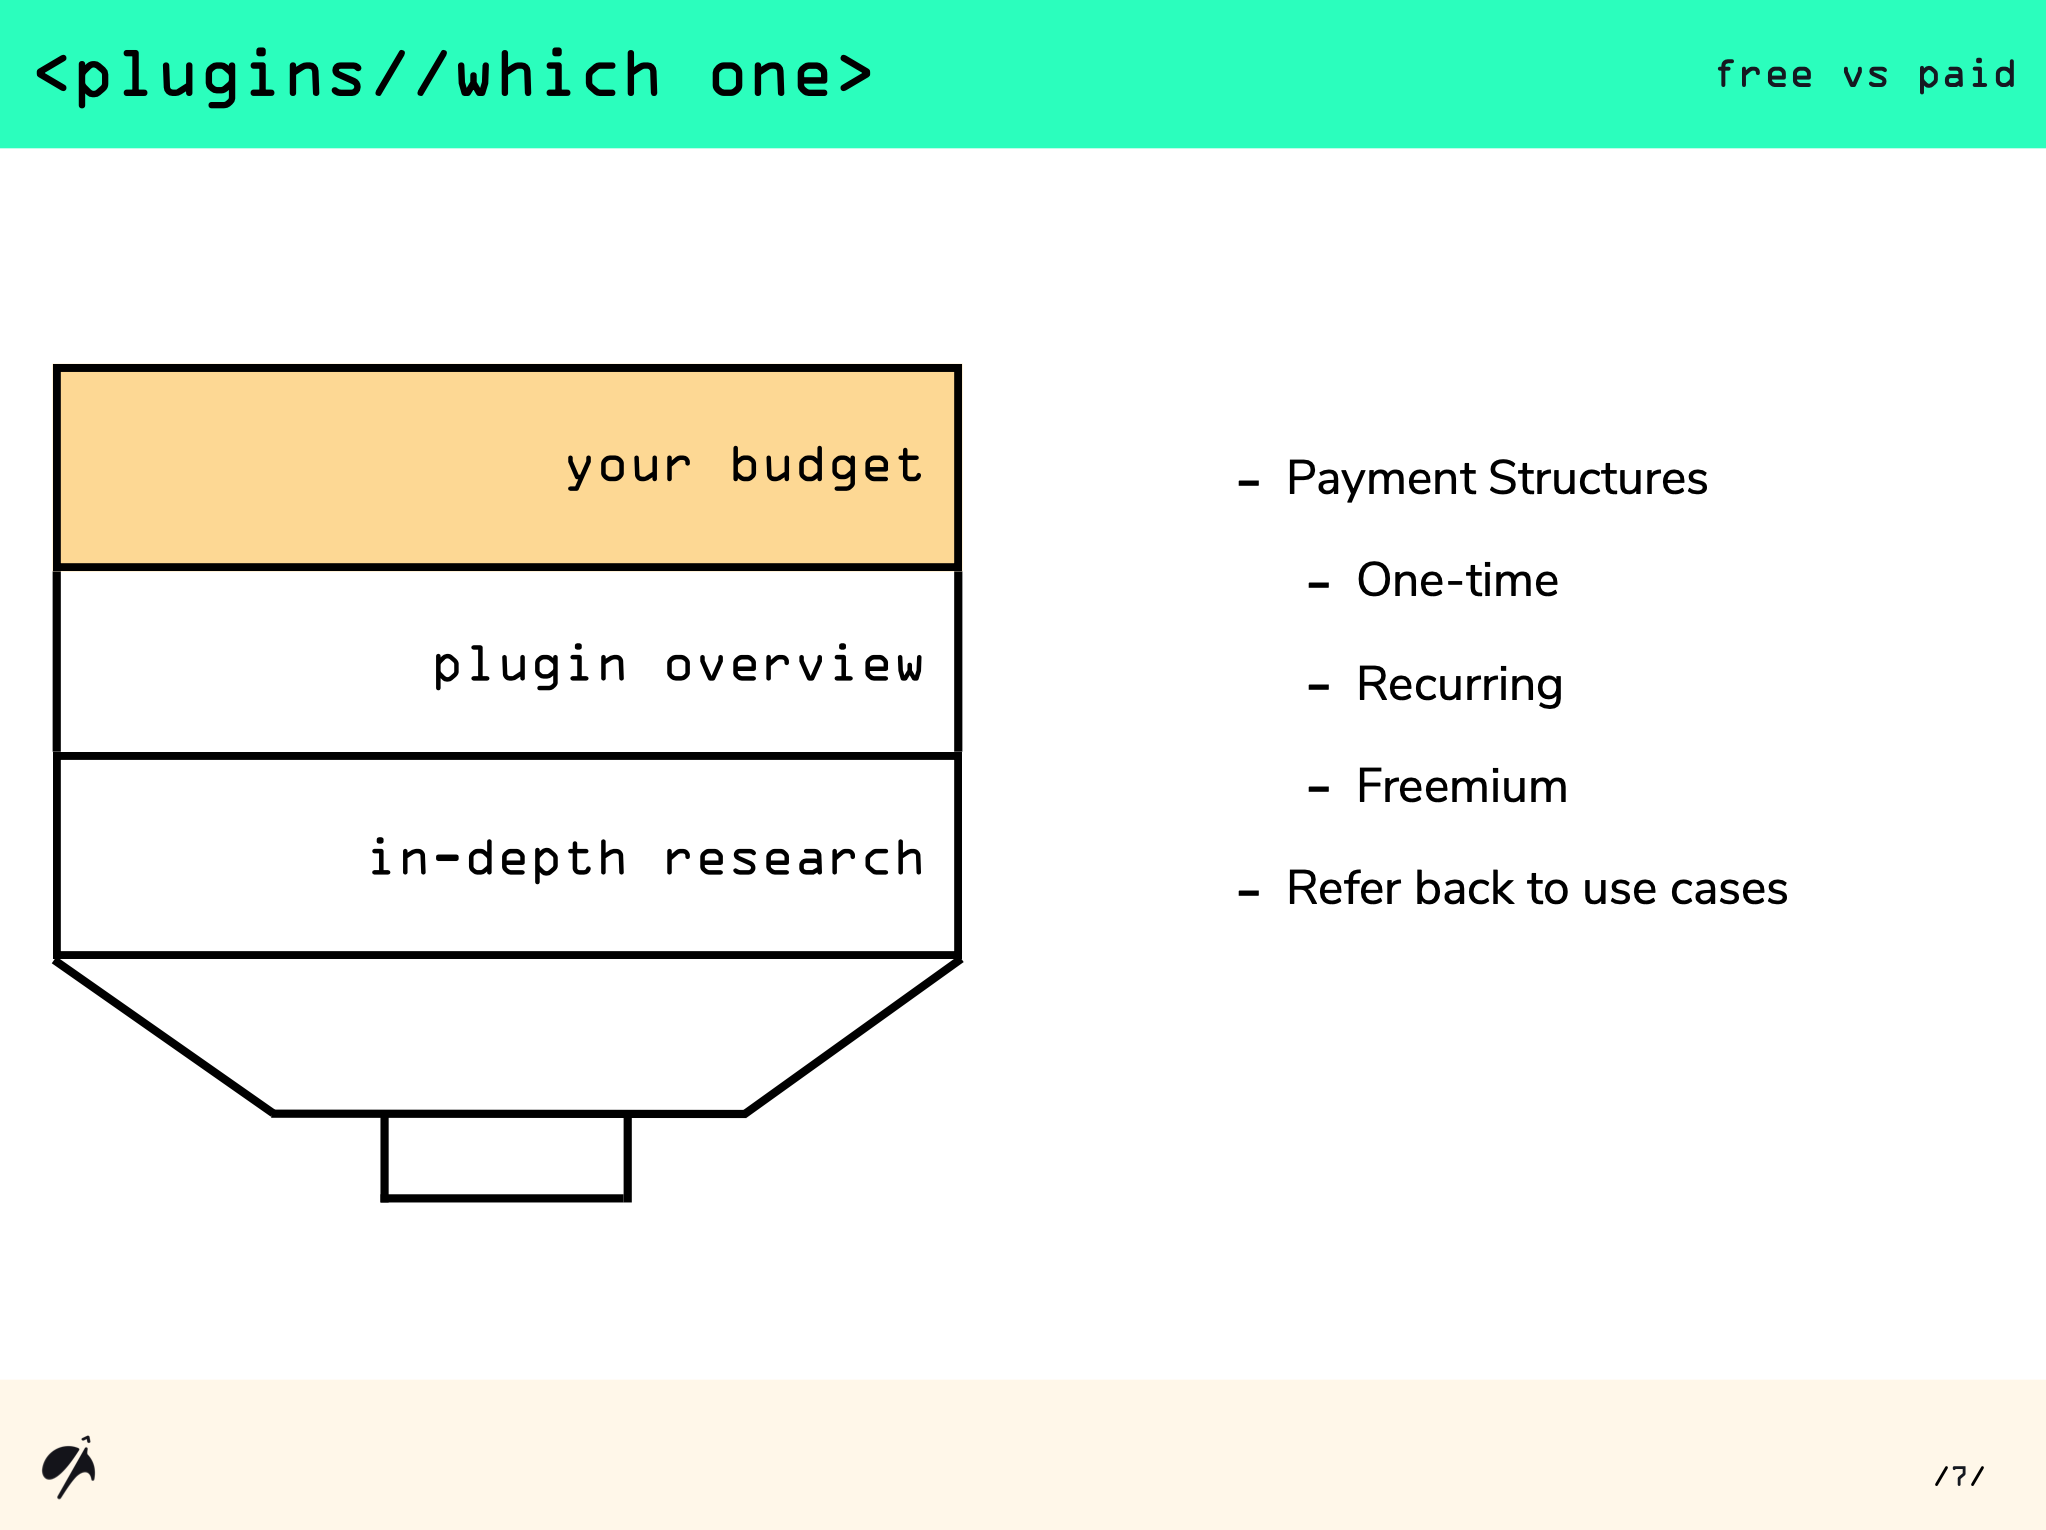 <plugins//which one>
free vs paid
your budget
plugin overview
in-depth research
- Payment Structures
- One-time
- Recurring
- Freemium
- Refer back to use cases
/7/